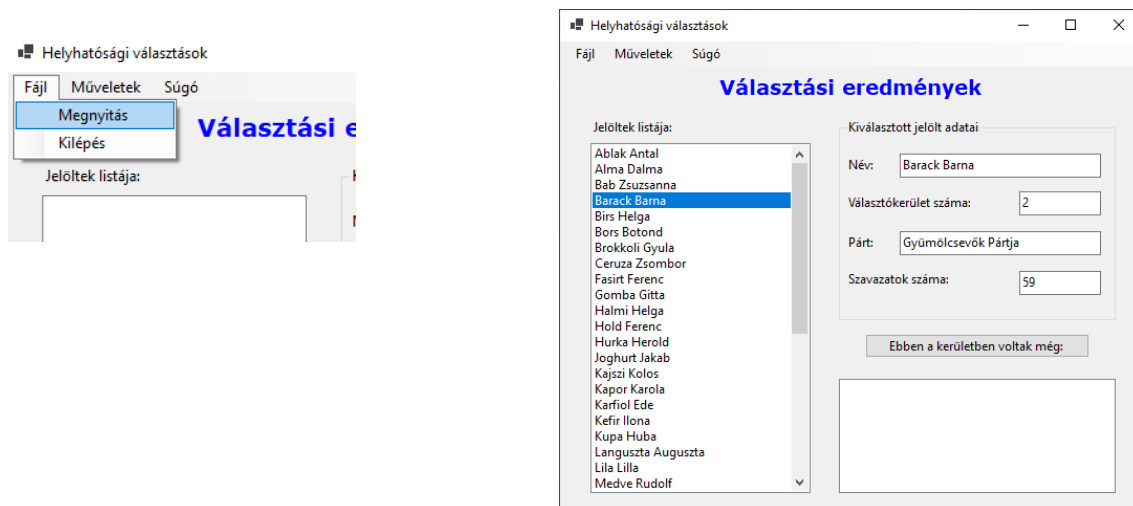 Helyhatósági választások
Fájl Műveletek Súgó
Megnyitás
Kilépés
Választási e
Jelöltek listája:
Helyhatósági választások
Fájl Műveletek Súgó
Választási eredmények
Jelöltek listája:
Ablak Antal
Alma Dalma
Bab Zsuzsanna
Barack Barna
Birs Helga
Bors Botond
Brokkoli Gyula
Ceruza Zsombor
Fasirt Ferenc
Gomba Gitta
Halmi Helga
Hold Ferenc
Hurka Herold
Joghurt Jakab
Kajszi Kolos
Kapor Karola
Karfiol Ede
Kefir Ilona
Kupa Huba
Languszta Auguszta
Lila Lilla
Medve Rudolf
Kiválasztott jelölt adatai
Név: Barack Barna
Választókerület száma: 2
Párt: Gyümölcsevők Pártja
Szavazatok száma: 59
Ebben a kerületben voltak még: